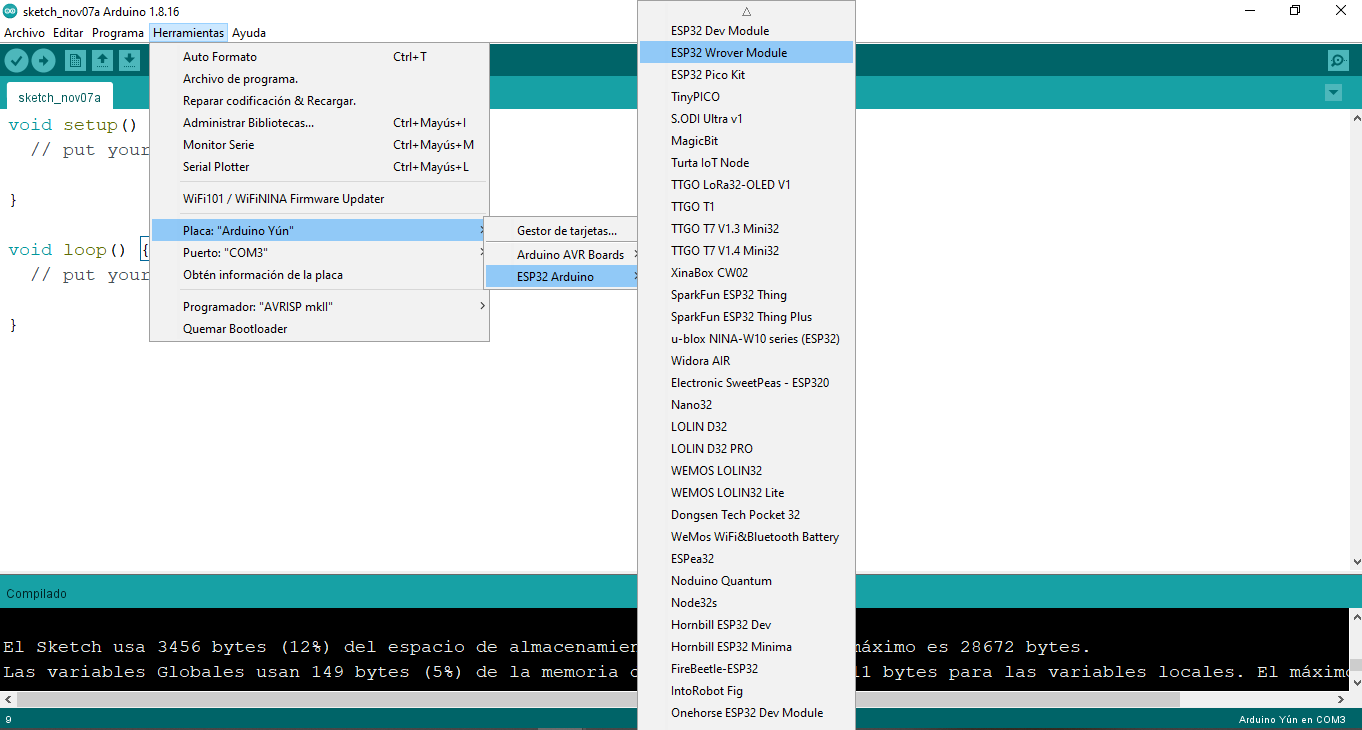 sketch_nov07a Arduino 1.8.16
Archivo Editar Programa Herramientas Ayuda
sketch_nov07a
void setup()
// put your
}
void loop() {
// put your
}
Auto Formato Ctrl+T
Archivo de programa.
Reparar codificación & Recargar.
Administrar Bibliotecas... Ctrl+Mayús+I
Monitor Serie Ctrl+Mayús+M
Serial Plotter Ctrl+Mayús+L
WiFi101 / WiFiNINA Firmware Updater
Placa: "Arduino Yún"
Puerto: "COM3"
Obtén información de la placa
Programador: "AVRISP mkII"
Quemar Bootloader
Gestor de tarjetas...
Arduino AVR Boards
ESP32 Arduino
ESP32 Dev Module
ESP32 Wrover Module
ESP32 Pico Kit
TinyPICO
S.ODI Ultra v1
MagicBit
Turta IoT Node
TTGO LoRa32-OLED V1
TTGO T1
TTGO T7 V1.3 Mini32
TTGO T7 V1.4 Mini32
XinaBox CW02
SparkFun ESP32 Thing
SparkFun ESP32 Thing Plus
u-blox NINA-W10 series (ESP32)
Widora AIR
Electronic SweetPeas - ESP320
Nano32
LOLIN D32
LOLIN D32 PRO
WEMOS LOLIN32
WEMOS LOLIN32 Lite
Dongsen Tech Pocket 32
WeMos WiFi&Bluetooth Battery
ESPea32
Noduino Quantum
Node32s
Hornbill ESP32 Dev
Hornbill ESP32 Minima
FireBeetle-ESP32
IntoRobot Fig
Onehorse ESP32 Dev Module
Compilado
El Sketch usa 3456 bytes (12%) del espacio de almacenamien máximo es 28672 bytes.
Las variables Globales usan 149 bytes (5%) de la memoria 11 bytes para las variables locales. El máximo
9
Arduino Yún en COM3